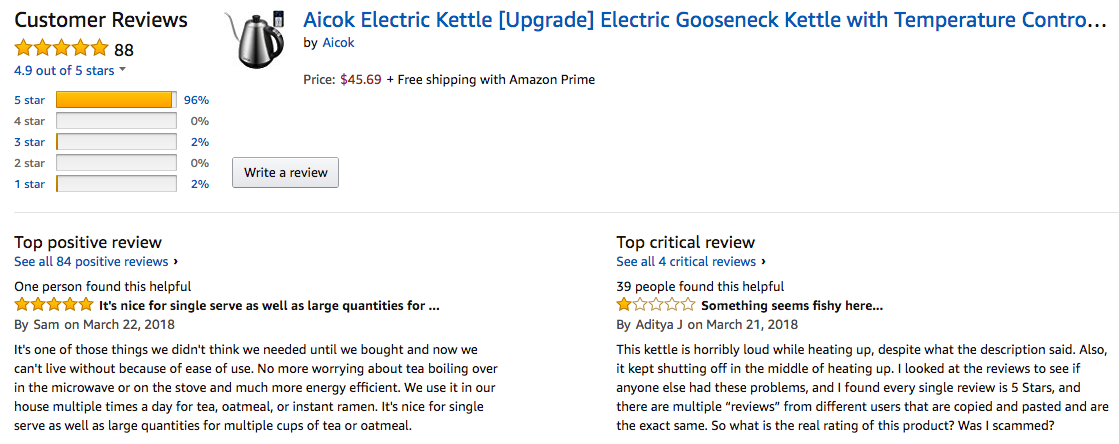 Customer Reviews
88
4.9 out of 5 stars
5 star 96%
4 star 0%
3 star 2%
2 star 0%
1 star 2%
Aicok Electric Kettle [Upgrade] Electric Gooseneck Kettle with Temperature Contro…
by Aicok
Price: $45.69 + Free shipping with Amazon Prime
Write a review
Top positive review
See all 84 positive reviews ›
One person found this helpful
It's nice for single serve as well as large quantities for ...
By Sam on March 22, 2018
It's one of those things we didn't think we needed until we bought and now we
can't live without because of ease of use. No more worrying about tea boiling over
in the microwave or on the stove and much more energy efficient. We use it in our
house multiple times a day for tea, oatmeal, or instant ramen. It's nice for single
serve as well as large quantities for multiple cups of tea or oatmeal.
Top critical review
See all 4 critical reviews ›
39 people found this helpful
Something seems fishy here...
By Aditya J on March 21, 2018
This kettle is horribly loud while heating up, despite what the description said. Also,
it kept shutting off in the middle of heating up. I looked at the reviews to see if
anyone else had these problems, and I found every single review is 5 Stars, and
there are multiple “reviews” from different users that are copied and pasted and are
the exact same. So what is the real rating of this product? Was I scammed?